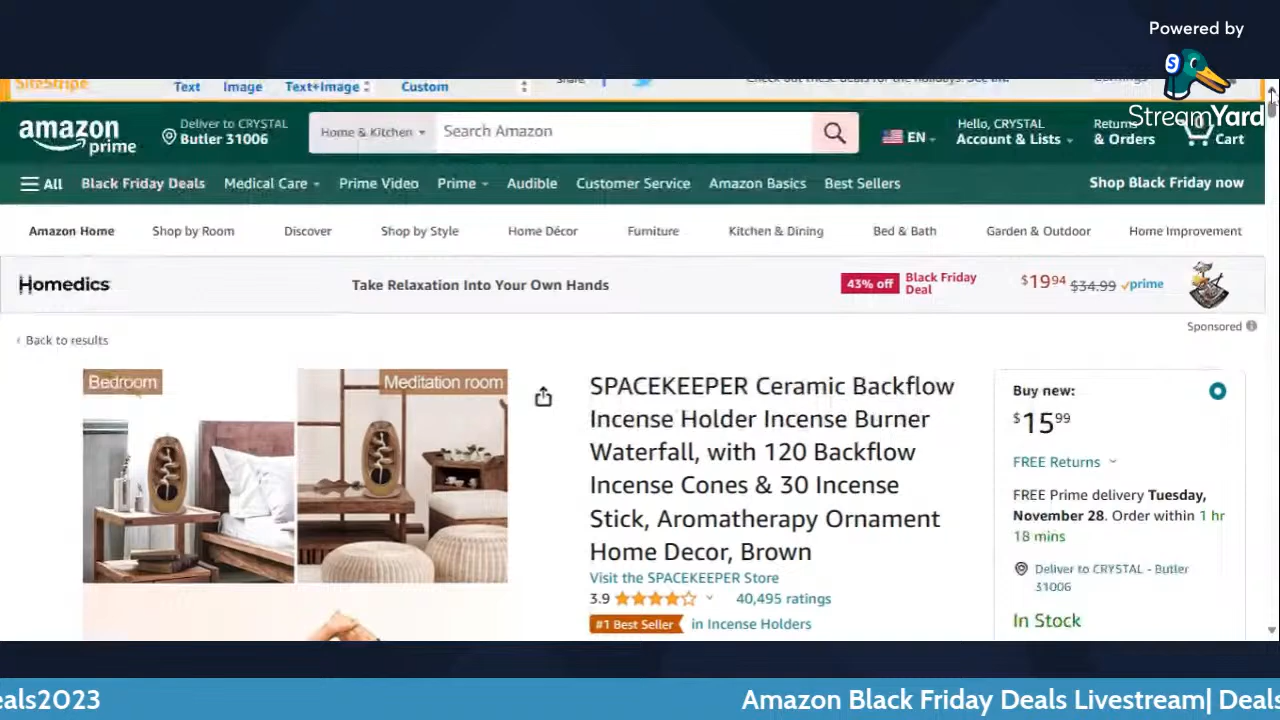 Powered by
SiteStripe
Text Image Text+Image Custom
Share:
StreamYard
amazon prime
Deliver to CRYSTAL
Butler 31006
Home & Kitchen
Search Amazon
EN
Hello, CRYSTAL
Account & Lists
Returns
& Orders
Cart
All Black Friday Deals Medical Care Prime Video Prime Audible Customer Service Amazon Basics Best Sellers
Shop Black Friday now
Amazon Home Shop by Room Discover Shop by Style Home Décor Furniture Kitchen & Dining Bed & Bath Garden & Outdoor Home Improvement
Homedics
Take Relaxation Into Your Own Hands
43% off
Black Friday
Deal
$19.94 $34.99 prime
Sponsored
‹ Back to results
Bedroom
Meditation room
SPACEKEEPER Ceramic Backflow
Incense Holder Incense Burner
Waterfall, with 120 Backflow
Incense Cones & 30 Incense
Stick, Aromatherapy Ornament
Home Decor, Brown
Visit the SPACEKEEPER Store
3.9 40,495 ratings
#1 Best Seller in Incense Holders
Buy new:
$15 99
FREE Returns
FREE Prime delivery Tuesday,
November 28. Order within 1 hr
18 mins
Deliver to CRYSTAL - Butler
31006
In Stock
eals2023
Amazon Black Friday Deals Livestream| Deals